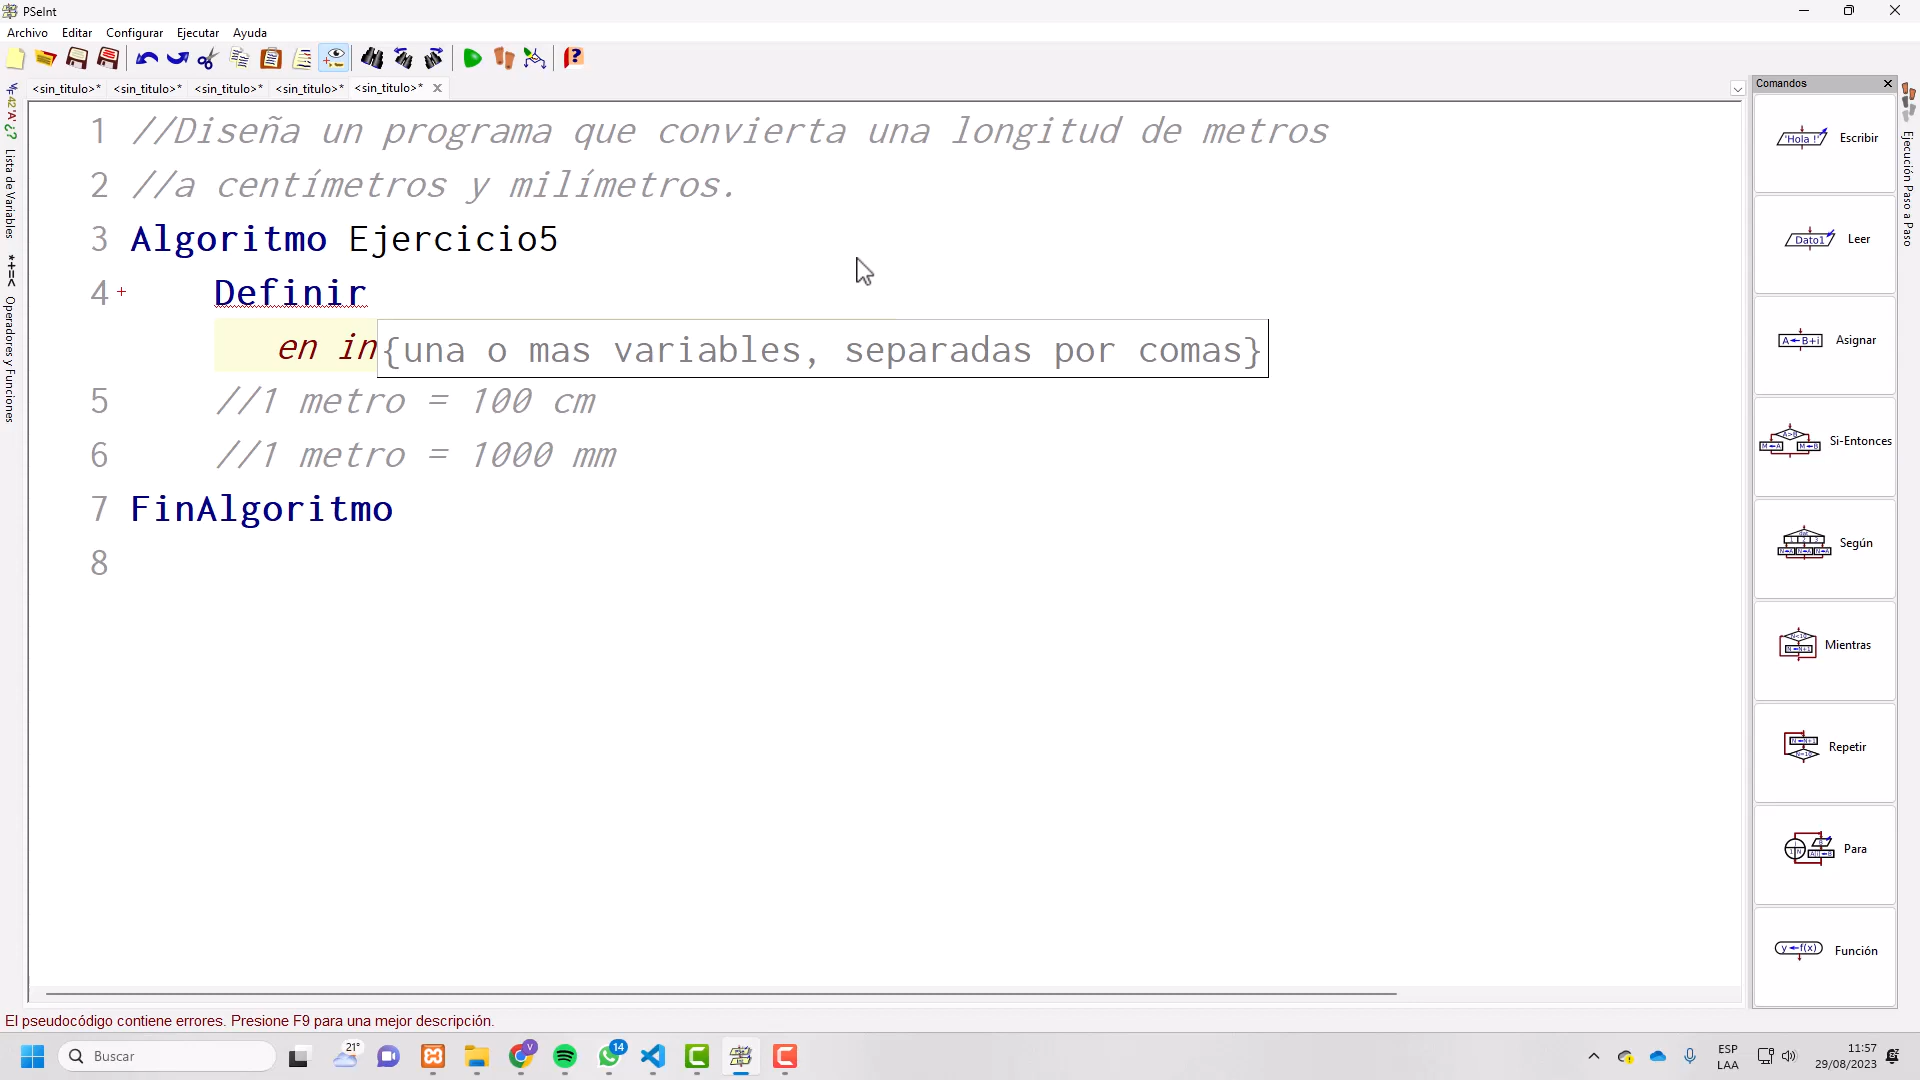 PSeInt
Archivo Editar Configurar Ejecutar Ayuda
<sin_titulo>* <sin_titulo>* <sin_titulo>* <sin_titulo>* <sin_titulo>*
1 //Diseña un programa que convierta una longitud de metros
2 //a centímetros y milímetros.
3 Algoritmo Ejercicio5
4 Definir
en in
{una o mas variables, separadas por comas}
5 //1 metro = 100 cm
6 //1 metro = 1000 mm
7 FinAlgoritmo
8
Lista de Variables
*+=< Operadores y Funciones
Comandos
'Hola !' Escribir
Dato1 Leer
A←B+i Asignar
A>B Si-Entonces
Según
Mientras
Repetir
Para
y←f(x) Función
Ejecución Paso a Paso
El pseudocódigo contiene errores. Presione F9 para una mejor descripción.
Buscar
21°
V
14
ESP
LAA
11:57
29/08/2023